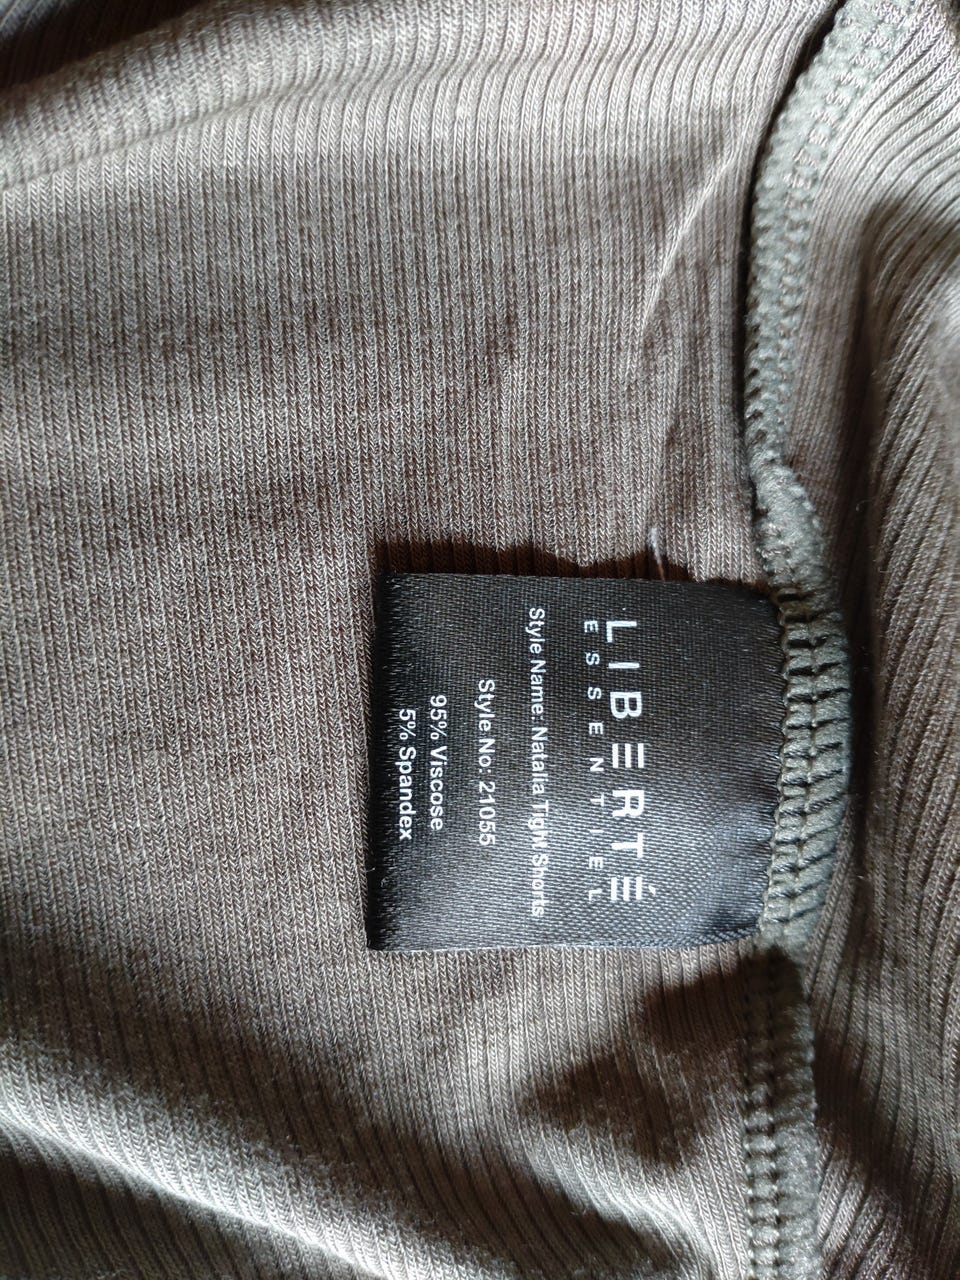 LIBERTÉ
ESSENTIEL
Style Name: Natalia Tight Shorts
Style No: 21055
95% Viscose
5% Spandex